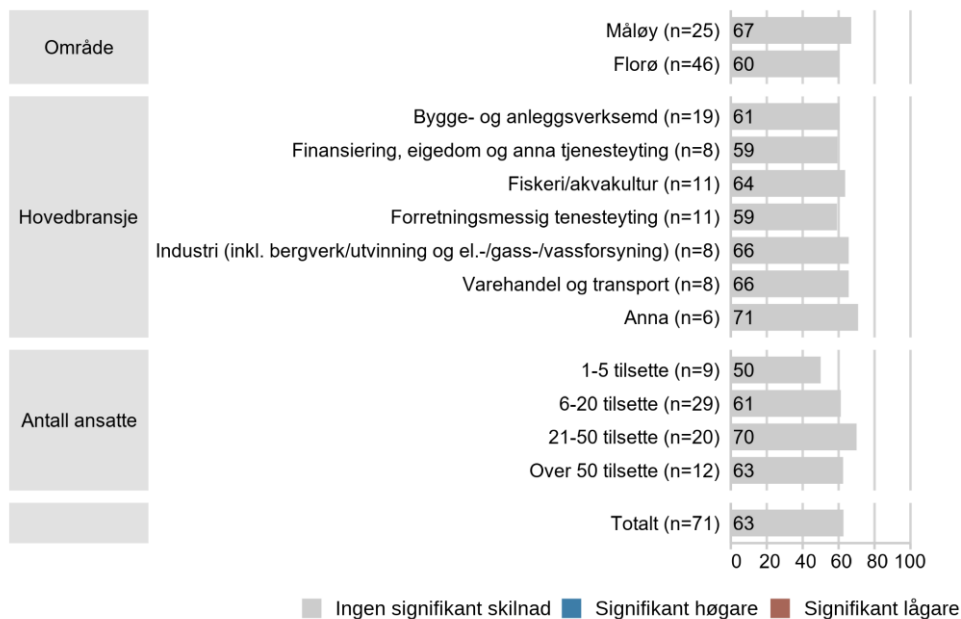 Område
Måløy (n=25) 67
Florø (n=46) 60
Hovedbransje
Bygge- og anleggsverksemd (n=19) 61
Finansiering, eigedom og anna tjenesteyting (n=8) 59
Fiskeri/akvakultur (n=11) 64
Forretningsmessig tenesteyting (n=11) 59
Industri (inkl. bergverk/utvinning og el.-/gass-/vassforsyning) (n=8) 66
Varehandel og transport (n=8) 66
Anna (n=6) 71
Antall ansatte
1-5 tilsette (n=9) 50
6-20 tilsette (n=29) 61
21-50 tilsette (n=20) 70
Over 50 tilsette (n=12) 63
Totalt (n=71) 63
0 20 40 60 80 100
Ingen signifikant skilnad Signifikant høgare Signifikant lågare